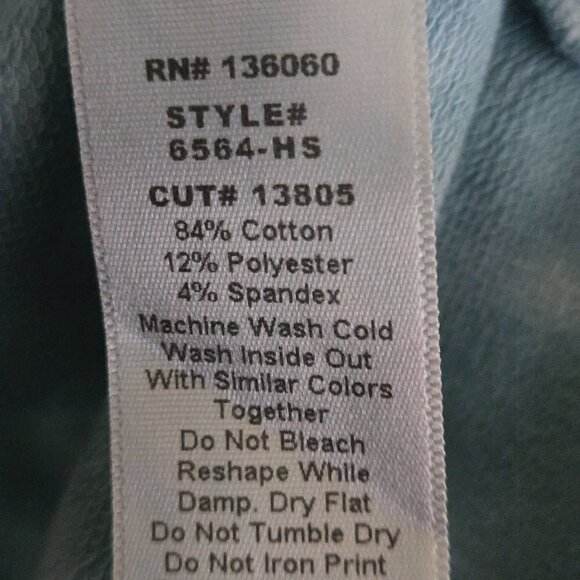 RN# 136060
STYLE#
6564-HS
CUT# 13805
84% Cotton
12% Polyester
4% Spandex
Machine Wash Cold
Wash Inside Out
With Similar Colors
Together
Do Not Bleach
Reshape While
Damp. Dry Flat
Do Not Tumble Dry
Do Not Iron Print